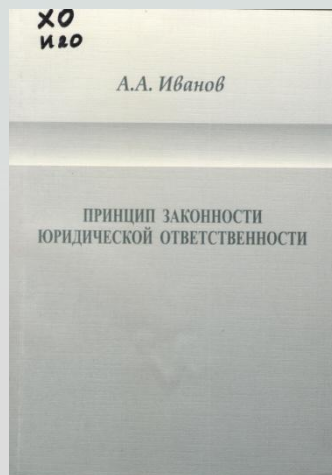 ХО
И20
А.А. Иванов
ПРИНЦИП ЗАКОННОСТИ
ЮРИДИЧЕСКОЙ ОТВЕТСТВЕННОСТИ